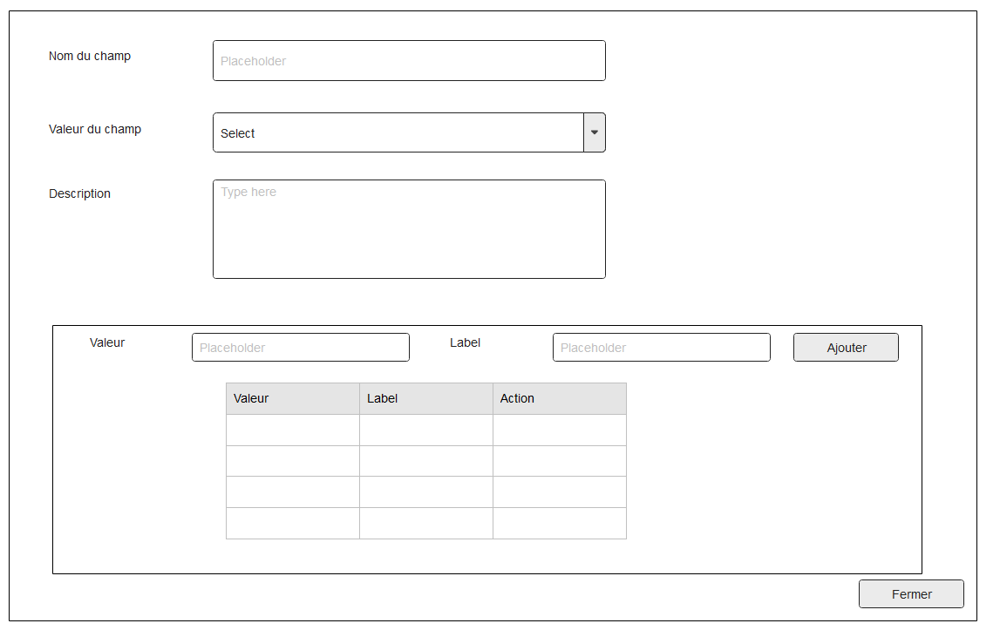 Nom du champ
Placeholder
Valeur du champ
Select
Description
Type here
Valeur
Placeholder
Label
Placeholder
Ajouter
Valeur
Label
Action
Fermer